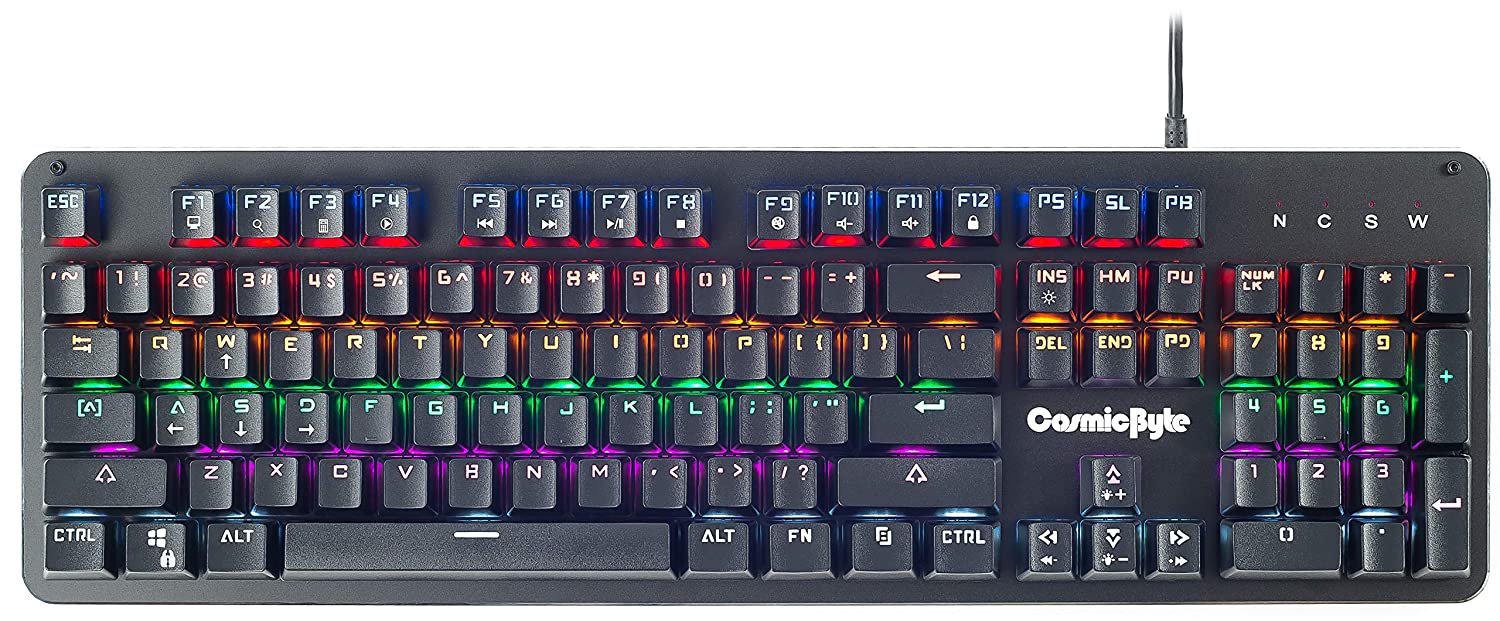 ESC F1 F2 F3 F4 F5 F6 F7 F8 F9 F10 F11 F12 PS SL PB N C S W
'~ 1! 2@ 3# 4$ 5% 6^ 7& 8* 9( 0) -- =+ INS HM PU NUM LK / * -
Q W E R T Y U I O P [{ ]} \¦ DEL END PD 7 8 9 +
[A] A S D F G H J K L ;: '" CosmicByte 4 5 6
Z X C V B N M ,< .> /? 1 2 3
CTRL ALT ALT FN CTRL 0 .